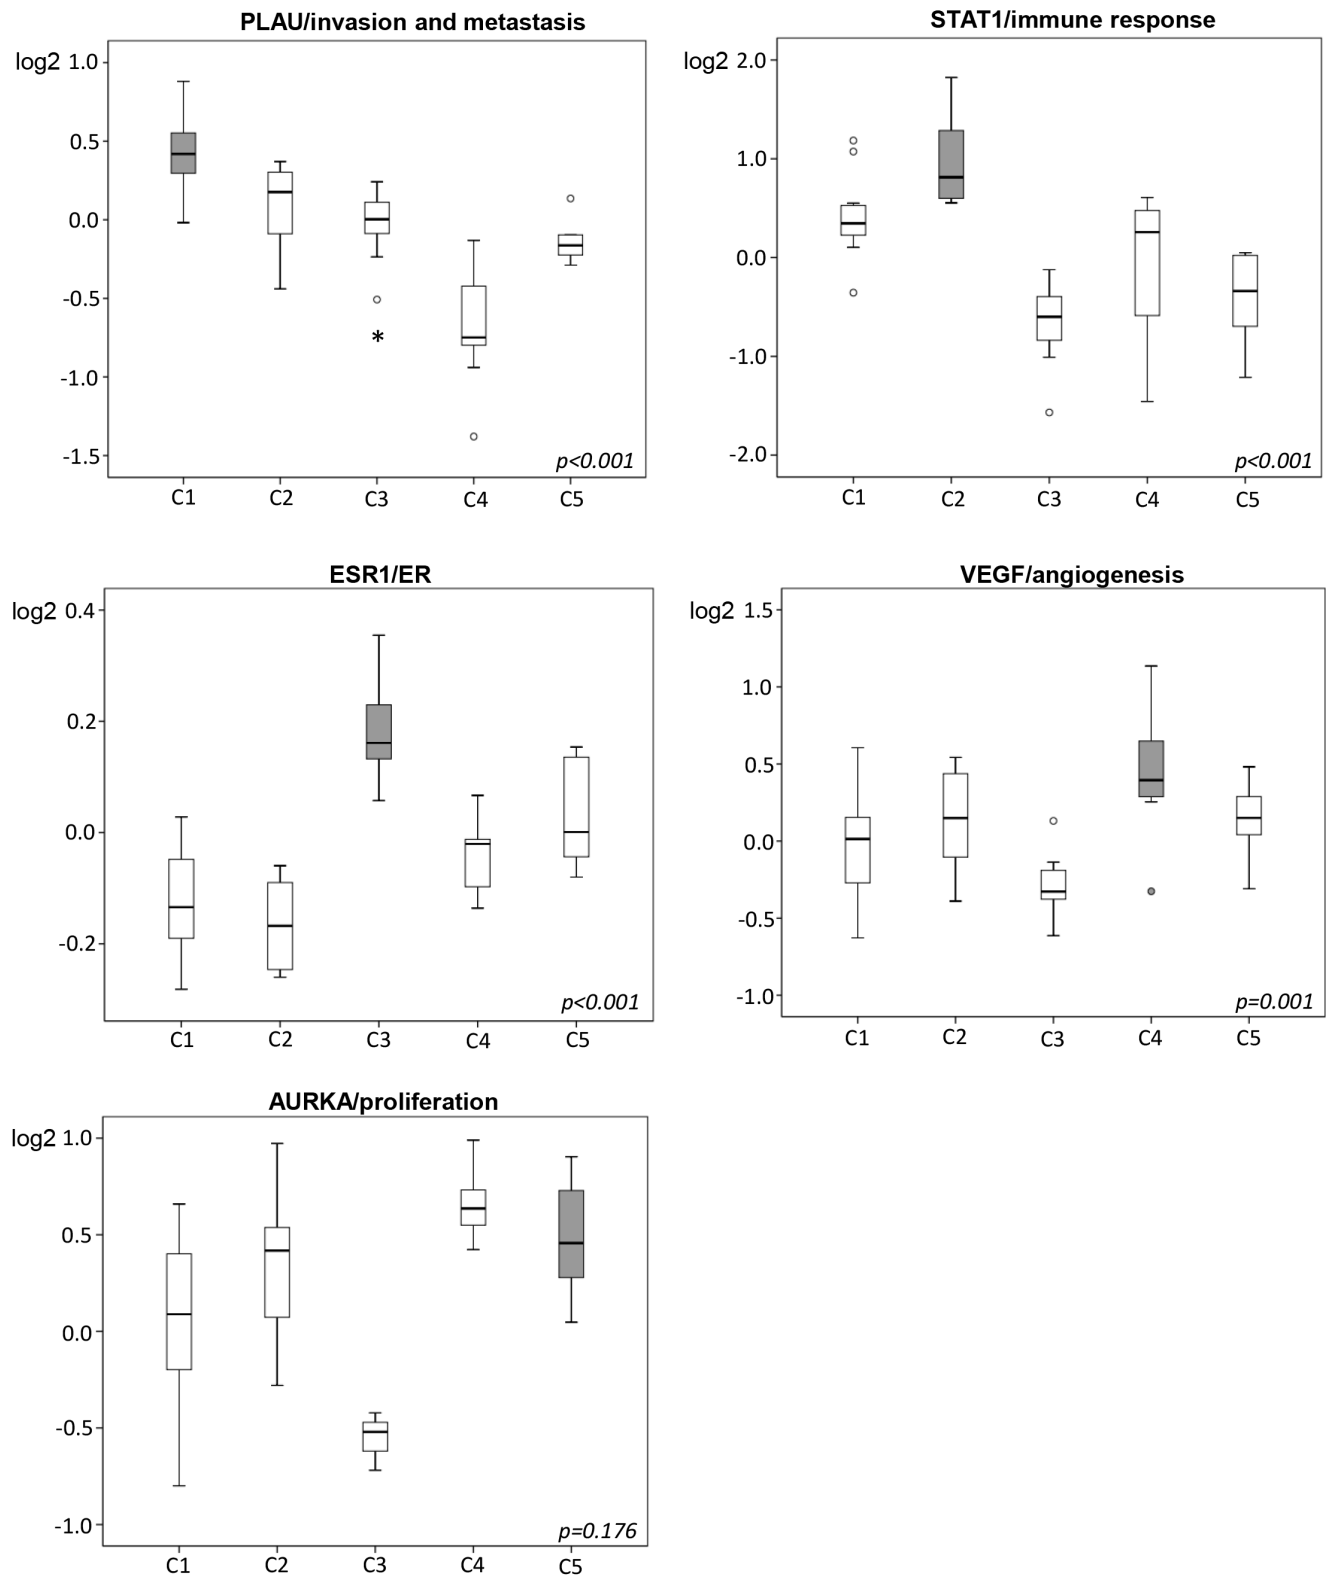 PLAU/invasion and metastasis
log2 1.0
0.5
0.0
-0.5
*
-1.0
-1.5
p<0.001
C1 C2 C3 C4 C5
STAT1/immune response
log2 2.0
1.0
0.0
-1.0
-2.0
p<0.001
C1 C2 C3 C4 C5
ESR1/ER
log2 0.4
0.2
0.0
-0.2
p<0.001
C1 C2 C3 C4 C5
VEGF/angiogenesis
log2 1.5
1.0
0.5
0.0
-0.5
-1.0
p=0.001
C1 C2 C3 C4 C5
AURKA/proliferation
log2 1.0
0.5
0.0
-0.5
-1.0
p=0.176
C1 C2 C3 C4 C5